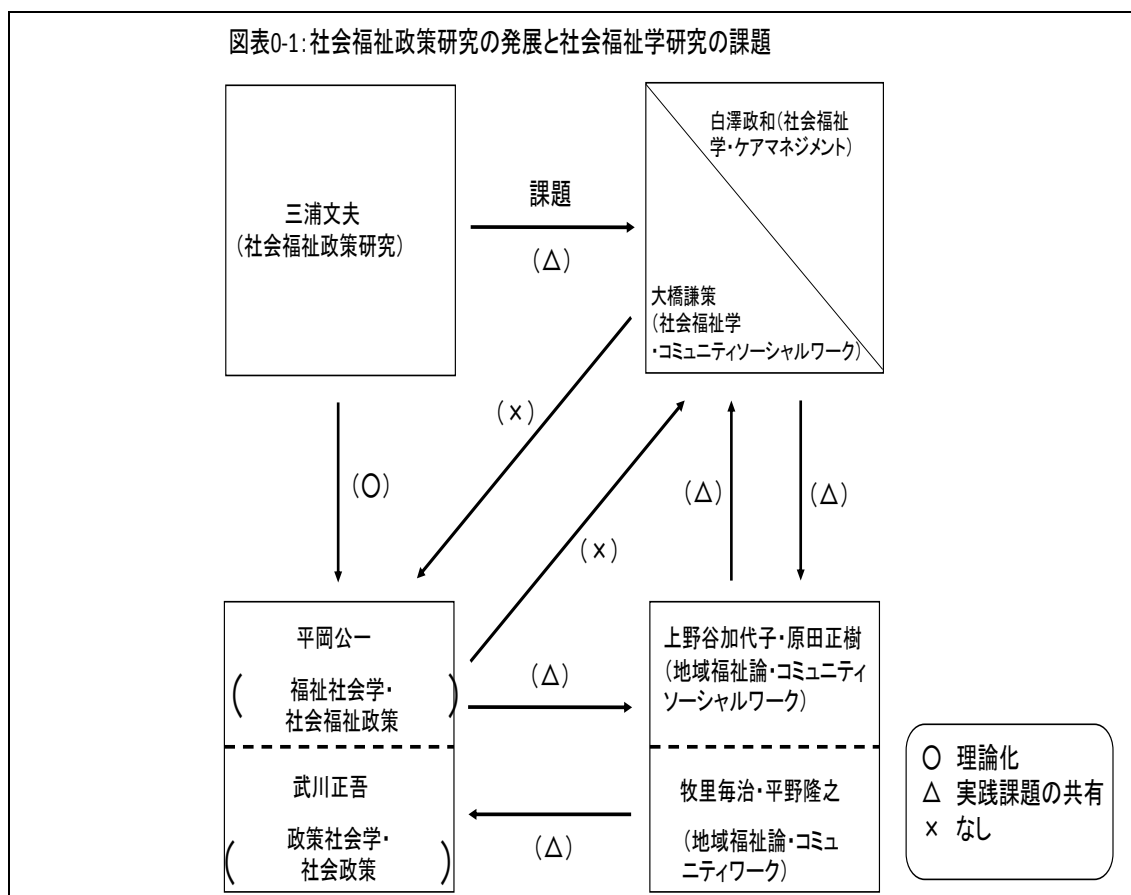 図表0-1:社会福祉政策研究の発展と社会福祉学研究の課題
三浦文夫
(社会福祉政策研究)
課題
(△)
白澤政和(社会福祉
学・ケアマネジメント)
大橋謙策
(社会福祉学
・コミュニティソーシャルワーク)
(○)
(×)
(×)
(△)
(△)
平岡公一
( 福祉社会学・
社会福祉政策 )
武川正吾
( 政策社会学・
社会政策 )
(△)
(△)
上野谷加代子・原田正樹
(地域福祉論・コミュニティ
ソーシャルワーク)
牧里毎治・平野隆之
(地域福祉論・コミュ
ニティワーク)
○ 理論化
△ 実践課題の共有
× なし